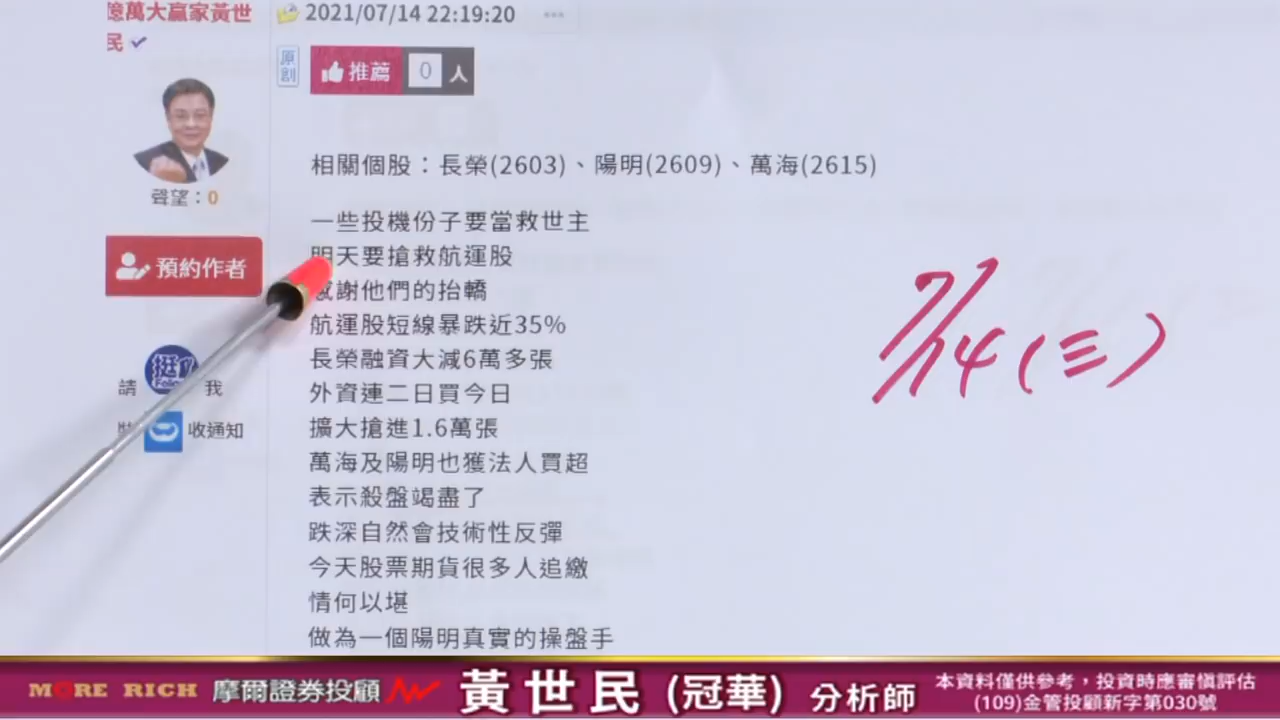 億萬大贏家黃世
民
2021/07/14 22:19:20
原創
推薦 0 人
聲望：0
預約作者
挺
Follow
請 我
收通知
相關個股：長榮(2603)、陽明(2609)、萬海(2615)
一些投機份子要當救世主
明天要搶救航運股
感謝他們的抬轎
航運股短線暴跌近35%
長榮融資大減6萬多張
外資連二日買今日
擴大搶進1.6萬張
萬海及陽明也獲法人買超
表示殺盤竭盡了
跌深自然會技術性反彈
今天股票期貨很多人追繳
情何以堪
做為一個陽明真實的操盤手
7/14(三)
MORE RICH 摩爾證券投顧 黃世民(冠華) 分析師
本資料僅供參考，投資時應審慎評估
(109)金管投顧新字第030號